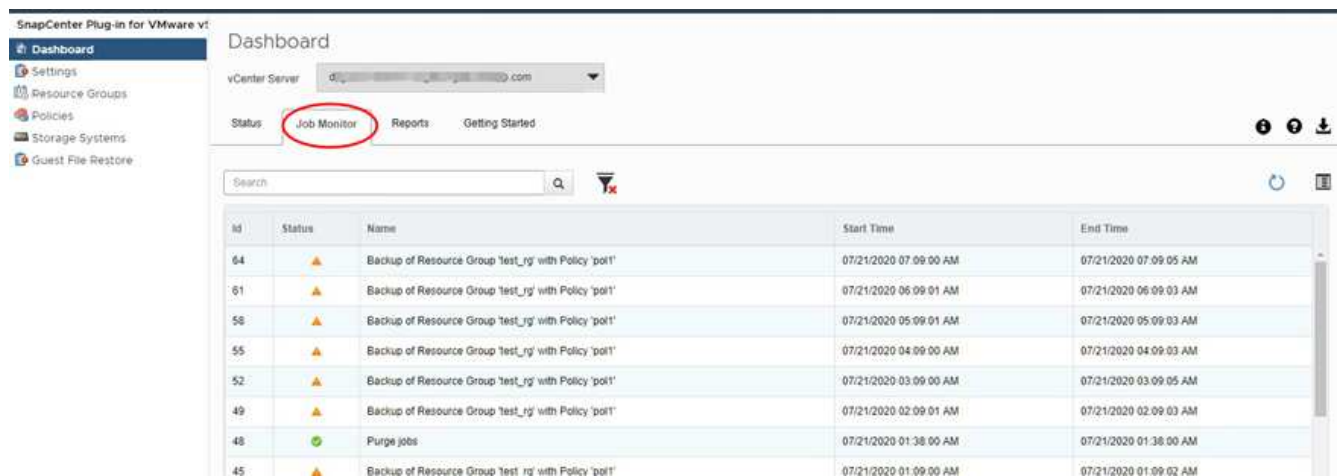 SnapCenter Plug-in for VMware vS
Dashboard
Settings
Resource Groups
Policies
Storage Systems
Guest File Restore
Dashboard
vCenter Server
.com
Status Job Monitor Reports Getting Started
Search
Id Status Name Start Time End Time
64 Backup of Resource Group 'test_rg' with Policy 'pol1' 07/21/2020 07:09:00 AM 07/21/2020 07:09:05 AM
61 Backup of Resource Group 'test_rg' with Policy 'pol1' 07/21/2020 06:09:01 AM 07/21/2020 06:09:03 AM
58 Backup of Resource Group 'test_rg' with Policy 'pol1' 07/21/2020 05:09:01 AM 07/21/2020 05:09:03 AM
55 Backup of Resource Group 'test_rg' with Policy 'pol1' 07/21/2020 04:09:00 AM 07/21/2020 04:09:03 AM
52 Backup of Resource Group 'test_rg' with Policy 'pol1' 07/21/2020 03:09:00 AM 07/21/2020 03:09:05 AM
49 Backup of Resource Group 'test_rg' with Policy 'pol1' 07/21/2020 02:09:01 AM 07/21/2020 02:09:03 AM
48 Purge jobs 07/21/2020 01:38:00 AM 07/21/2020 01:38:00 AM
45 Backup of Resource Group 'test_rg' with Policy 'pol1' 07/21/2020 01:09:00 AM 07/21/2020 01:09:02 AM